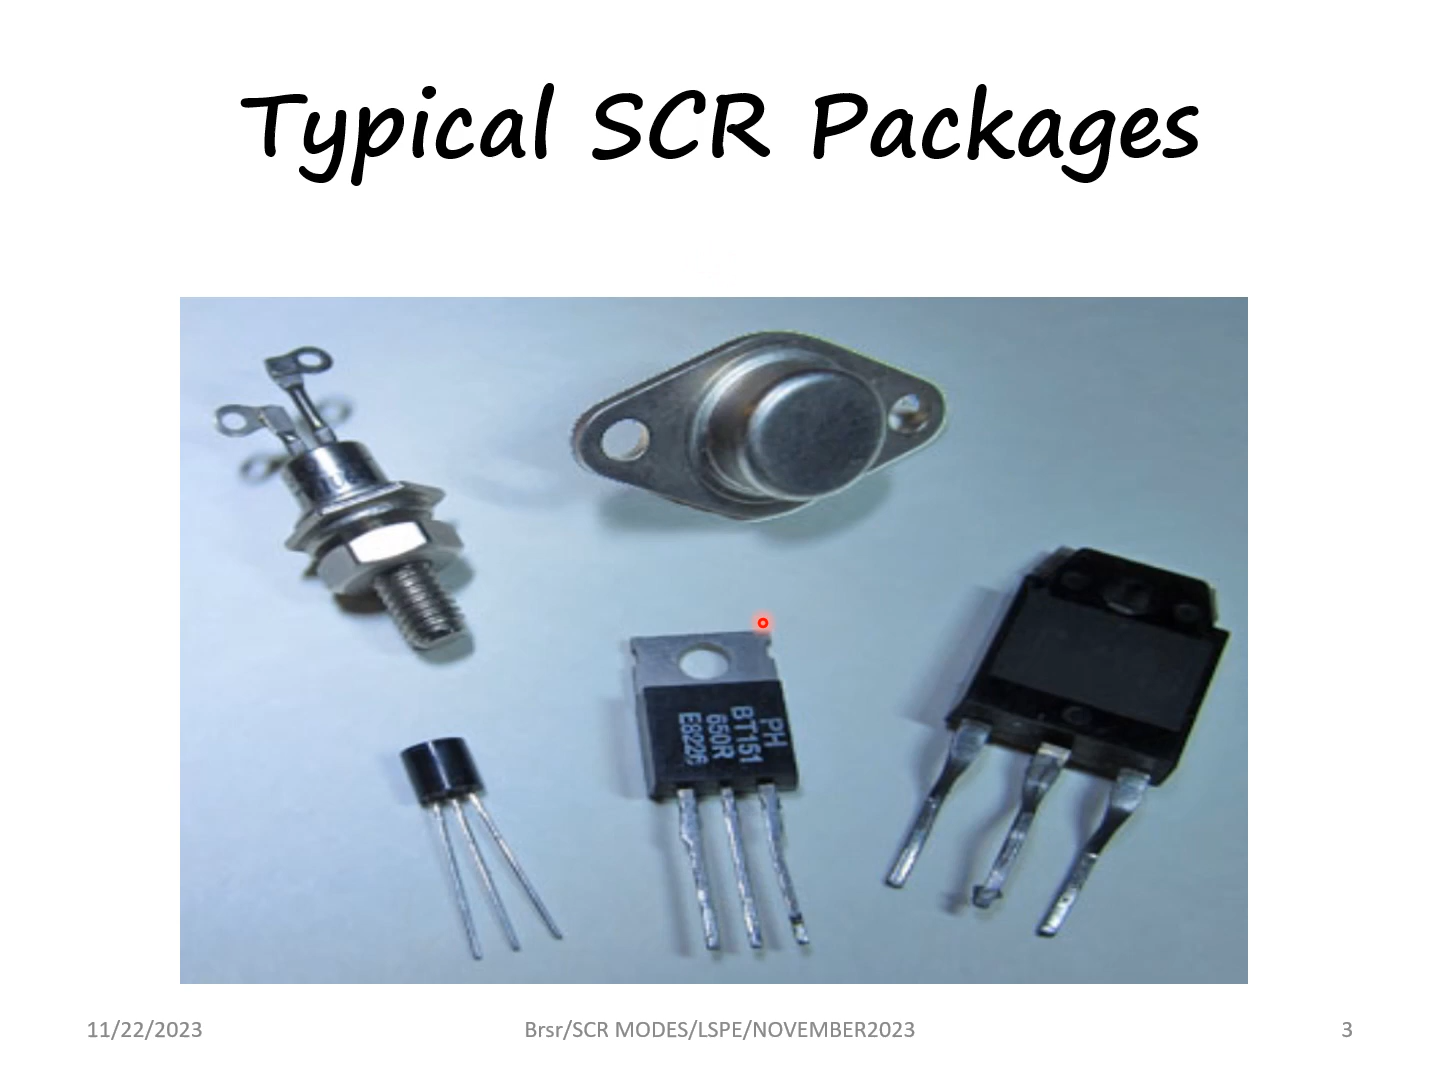 Typical SCR Packages
PH
BT151
650R
E8226
11/22/2023
Brsr/SCR MODES/LSPE/NOVEMBER2023
3